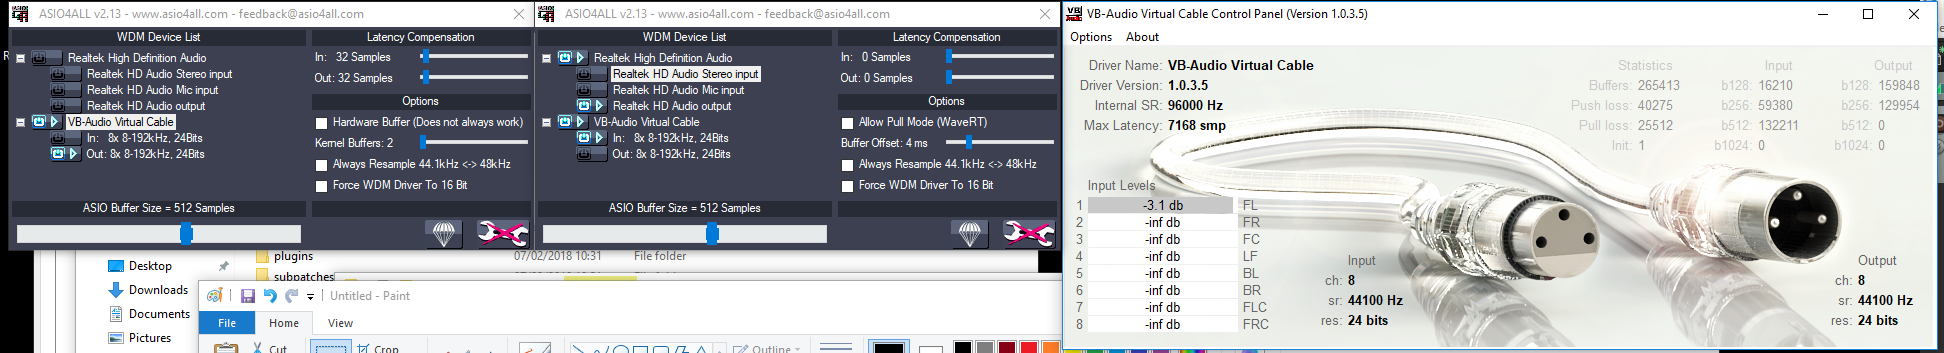 ASIO4ALL v2.13 - www.asio4all.com - feedback@asio4all.com
WDM Device List
Realtek High Definition Audio
Realtek HD Audio Stereo input
Realtek HD Audio Mic input
Realtek HD Audio output
VB-Audio Virtual Cable
In: 8x 8-192kHz, 24Bits
Out: 8x 8-192kHz, 24Bits
ASIO Buffer Size = 512 Samples
Latency Compensation
In: 32 Samples
Out: 32 Samples
Options
Hardware Buffer (Does not always work)
Kernel Buffers: 2
Always Resample 44.1kHz <-> 48kHz
Force WDM Driver To 16 Bit
ASIO4ALL v2.13 - www.asio4all.com - feedback@asio4all.com
WDM Device List
Realtek High Definition Audio
Realtek HD Audio Stereo input
Realtek HD Audio Mic input
Realtek HD Audio output
VB-Audio Virtual Cable
In: 8x 8-192kHz, 24Bits
Out: 8x 8-192kHz, 24Bits
ASIO Buffer Size = 512 Samples
Latency Compensation
In: 0 Samples
Out: 0 Samples
Options
Allow Pull Mode (WaveRT)
Buffer Offset: 4 ms
Always Resample 44.1kHz <-> 48kHz
Force WDM Driver To 16 Bit
VB-Audio Virtual Cable Control Panel (Version 1.0.3.5)
Options About
Driver Name: VB-Audio Virtual Cable
Driver Version: 1.0.3.5
Internal SR: 96000 Hz
Max Latency: 7168 smp
Statistics Input Output
Buffers: 265413 b128: 16210 b128: 159848
Push loss: 40275 b256: 59380 b256: 129954
Pull loss: 25512 b512: 132211 b512: 0
Init: 1 b1024: 0 b1024: 0
Input Levels
1 -3.1 db FL
2 -inf db FR
3 -inf db FC
4 -inf db LF
5 -inf db BL
6 -inf db BR
7 -inf db FLC
8 -inf db FRC
Input
ch: 8
sr: 44100 Hz
res: 24 bits
Output
ch: 8
sr: 44100 Hz
res: 24 bits
Desktop
Downloads
Documents
Pictures
plugins 07/02/2018 10:31 File folder
subpatches
Untitled - Paint
File Home View
Cut
Crop
Outline